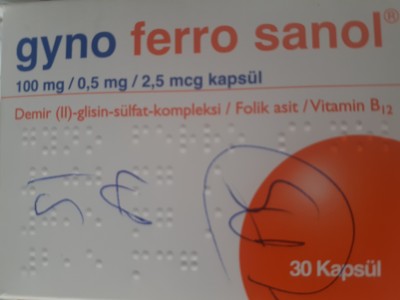 gyno ferro sanol®
100 mg / 0,5 mg / 2,5 mcg kapsül
Demir (II)-glisin-sülfat-kompleksi / Folik asit / Vitamin B12
30 Kapsül